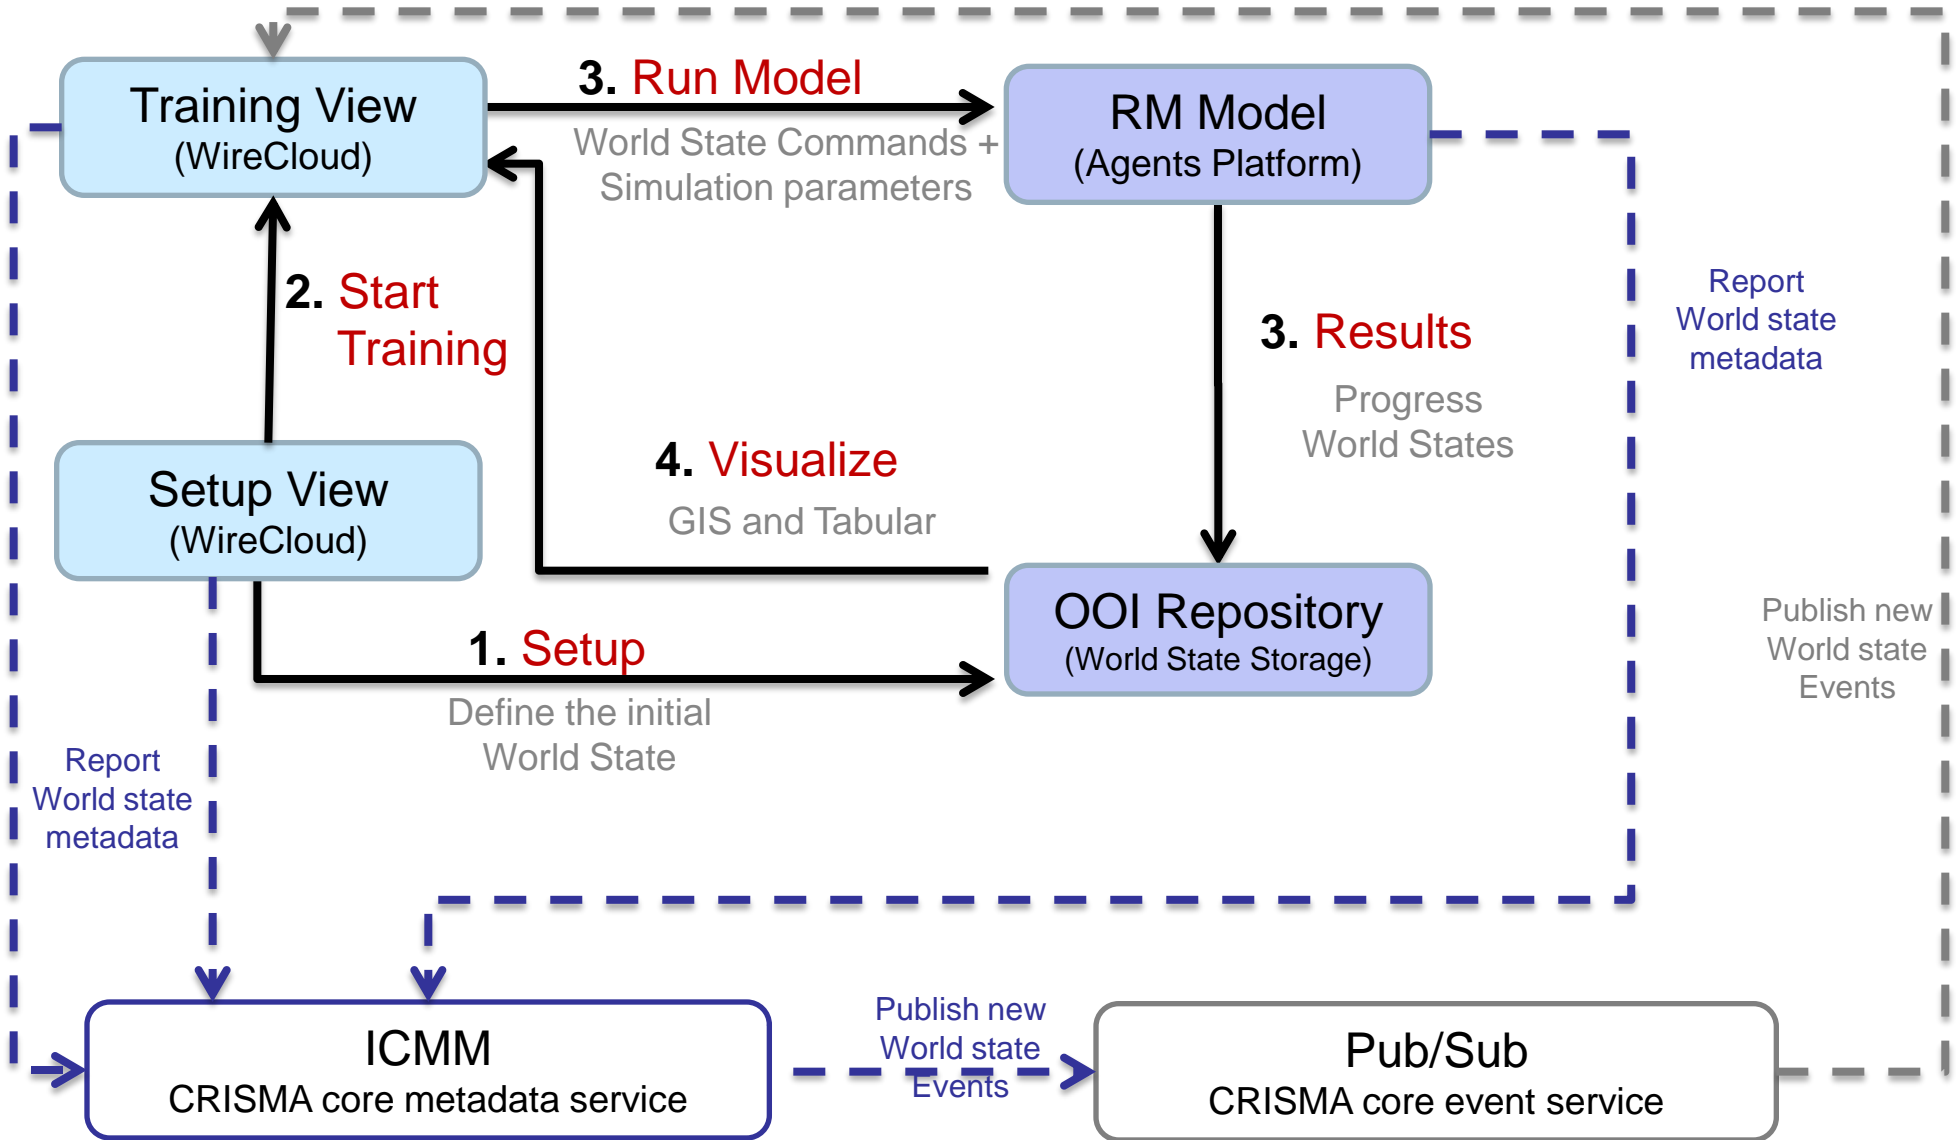 3. Run Model
Training View
(WireCloud)
World State Commands +
Simulation parameters
RM Model
(Agents Platform)
2. Start
Training
Report
World state
metadata
3. Results
Progress
World States
4. Visualize
GIS and Tabular
Setup View
(WireCloud)
OOI Repository
(World State Storage)
Publish new
World state
Events
1. Setup
Define the initial
World State
Report
World state
metadata
ICMM
CRISMA core metadata service
Publish new
World state
Events
Pub/Sub
CRISMA core event service